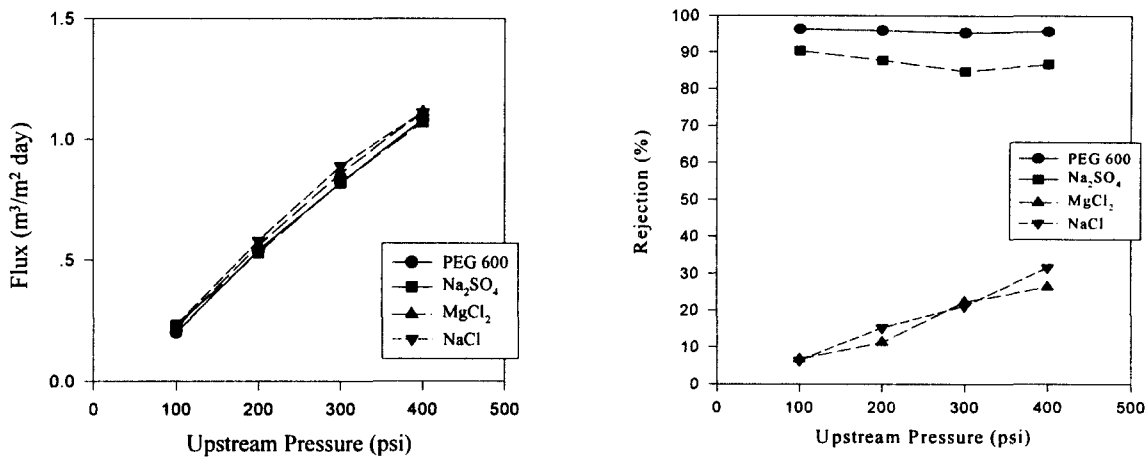 1.5
1.0
.5
0.0
Flux (m³/m² day)
0
100
200
300
400
500
Upstream Pressure (psi)
PEG 600
Na₂SO₄
MgCl₂
NaCl
100
90
80
70
60
50
40
30
20
10
0
Rejection (%)
0
100
200
300
400
500
Upstream Pressure (psi)
PEG 600
Na₂SO₄
MgCl₂
NaCl